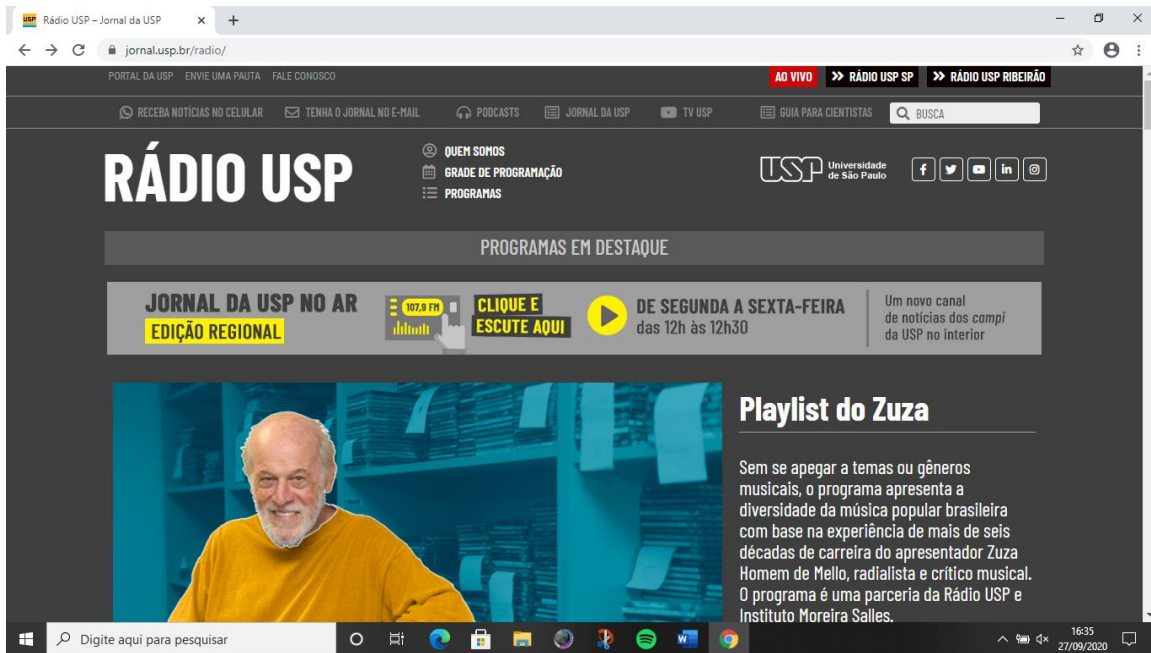 USP Rádio USP – Jornal da USP
jornal.usp.br/radio/
PORTAL DA USP ENVIE UMA PAUTA FALE CONOSCO
AO VIVO RÁDIO USP SP RÁDIO USP RIBEIRÃO
RECEBA NOTÍCIAS NO CELULAR TENHA O JORNAL NO E-MAIL PODCASTS JORNAL DA USP TV USP GUIA PARA CIENTISTAS BUSCA
RÁDIO USP
QUEM SOMOS
GRADE DE PROGRAMAÇÃO
PROGRAMAS
USP Universidade
de São Paulo
PROGRAMAS EM DESTAQUE
JORNAL DA USP NO AR
EDIÇÃO REGIONAL
107,9 FM
CLIQUE E
ESCUTE AQUI
DE SEGUNDA A SEXTA-FEIRA
das 12h às 12h30
Um novo canal
de notícias dos campi
da USP no interior
Playlist do Zuza
Sem se apegar a temas ou gêneros
musicais, o programa apresenta a
diversidade da música popular brasileira
com base na experiência de mais de seis
décadas de carreira do apresentador Zuza
Homem de Mello, radialista e crítico musical.
O programa é uma parceria da Rádio USP e
Instituto Moreira Salles.
Digite aqui para pesquisar
16:35
27/09/2020